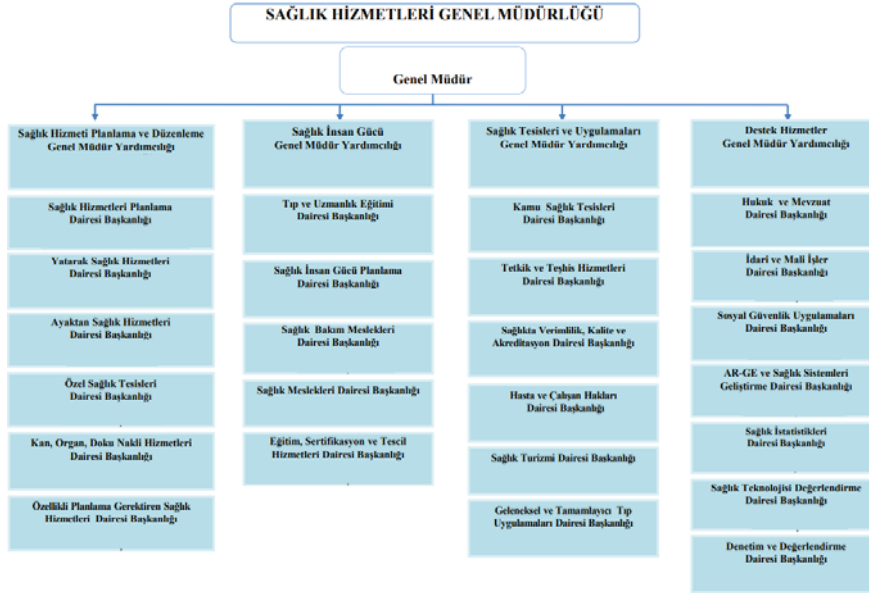 SAĞLIK HİZMETLERİ GENEL MÜDÜRLÜĞÜ
Genel Müdür
Sağlık Hizmeti Planlama ve Düzenleme
Genel Müdür Yardımcılığı
Sağlık Hizmetleri Planlama
Dairesi Başkanlığı
Yatarak Sağlık Hizmetleri
Dairesi Başkanlığı
Ayaktan Sağlık Hizmetleri
Dairesi Başkanlığı
Özel Sağlık Tesisleri
Dairesi Başkanlığı
Kan, Organ, Doku Nakli Hizmetleri
Dairesi Başkanlığı
Özellikli Planlama Gerektiren Sağlık
Hizmetleri Dairesi Başkanlığı
Sağlık İnsan Gücü
Genel Müdür Yardımcılığı
Tıp ve Uzmanlık Eğitimi
Dairesi Başkanlığı
Sağlık İnsan Gücü Planlama
Dairesi Başkanlığı
Sağlık Bakım Meslekleri
Dairesi Başkanlığı
Sağlık Meslekleri Dairesi Başkanlığı
Eğitim, Sertifikasyon ve Tescil
Hizmetleri Dairesi Başkanlığı
Sağlık Tesisleri ve Uygulamaları
Genel Müdür Yardımcılığı
Kamu Sağlık Tesisleri
Dairesi Başkanlığı
Tetkik ve Teşhis Hizmetleri
Dairesi Başkanlığı
Sağlıkta Verimlilik, Kalite ve
Akreditasyon Dairesi Başkanlığı
Hasta ve Çalışan Hakları
Dairesi Başkanlığı
Sağlık Turizmi Dairesi Başkanlığı
Geleneksel ve Tamamlayıcı Tıp
Uygulamaları Dairesi Başkanlığı
Destek Hizmetler
Genel Müdür Yardımcılığı
Hukuk ve Mevzuat
Dairesi Başkanlığı
İdari ve Mali İşler
Dairesi Başkanlığı
Sosyal Güvenlik Uygulamaları
Dairesi Başkanlığı
AR-GE ve Sağlık Sistemleri
Geliştirme Dairesi Başkanlığı
Sağlık İstatistikleri
Dairesi Başkanlığı
Sağlık Teknolojisi Değerlendirme
Dairesi Başkanlığı
Denetim ve Değerlendirme
Dairesi Başkanlığı